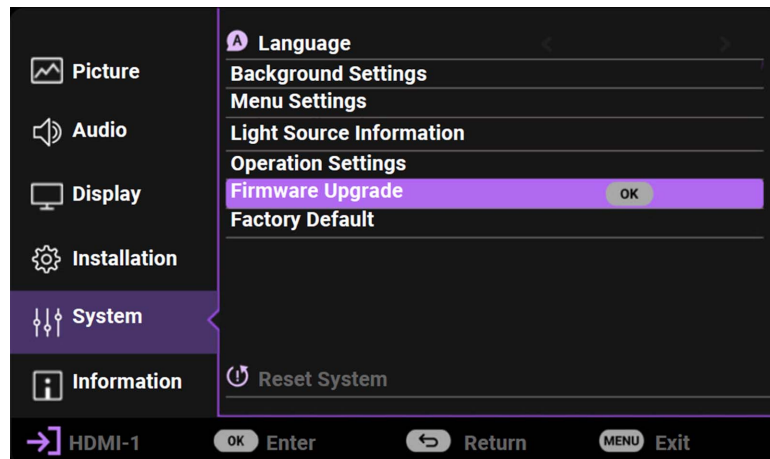 Picture
Audio
Display
Installation
System
Information
A Language
Background Settings
Menu Settings
Light Source Information
Operation Settings
Firmware Upgrade OK
Factory Default
Reset System
HDMI-1 OK Enter Return MENU Exit